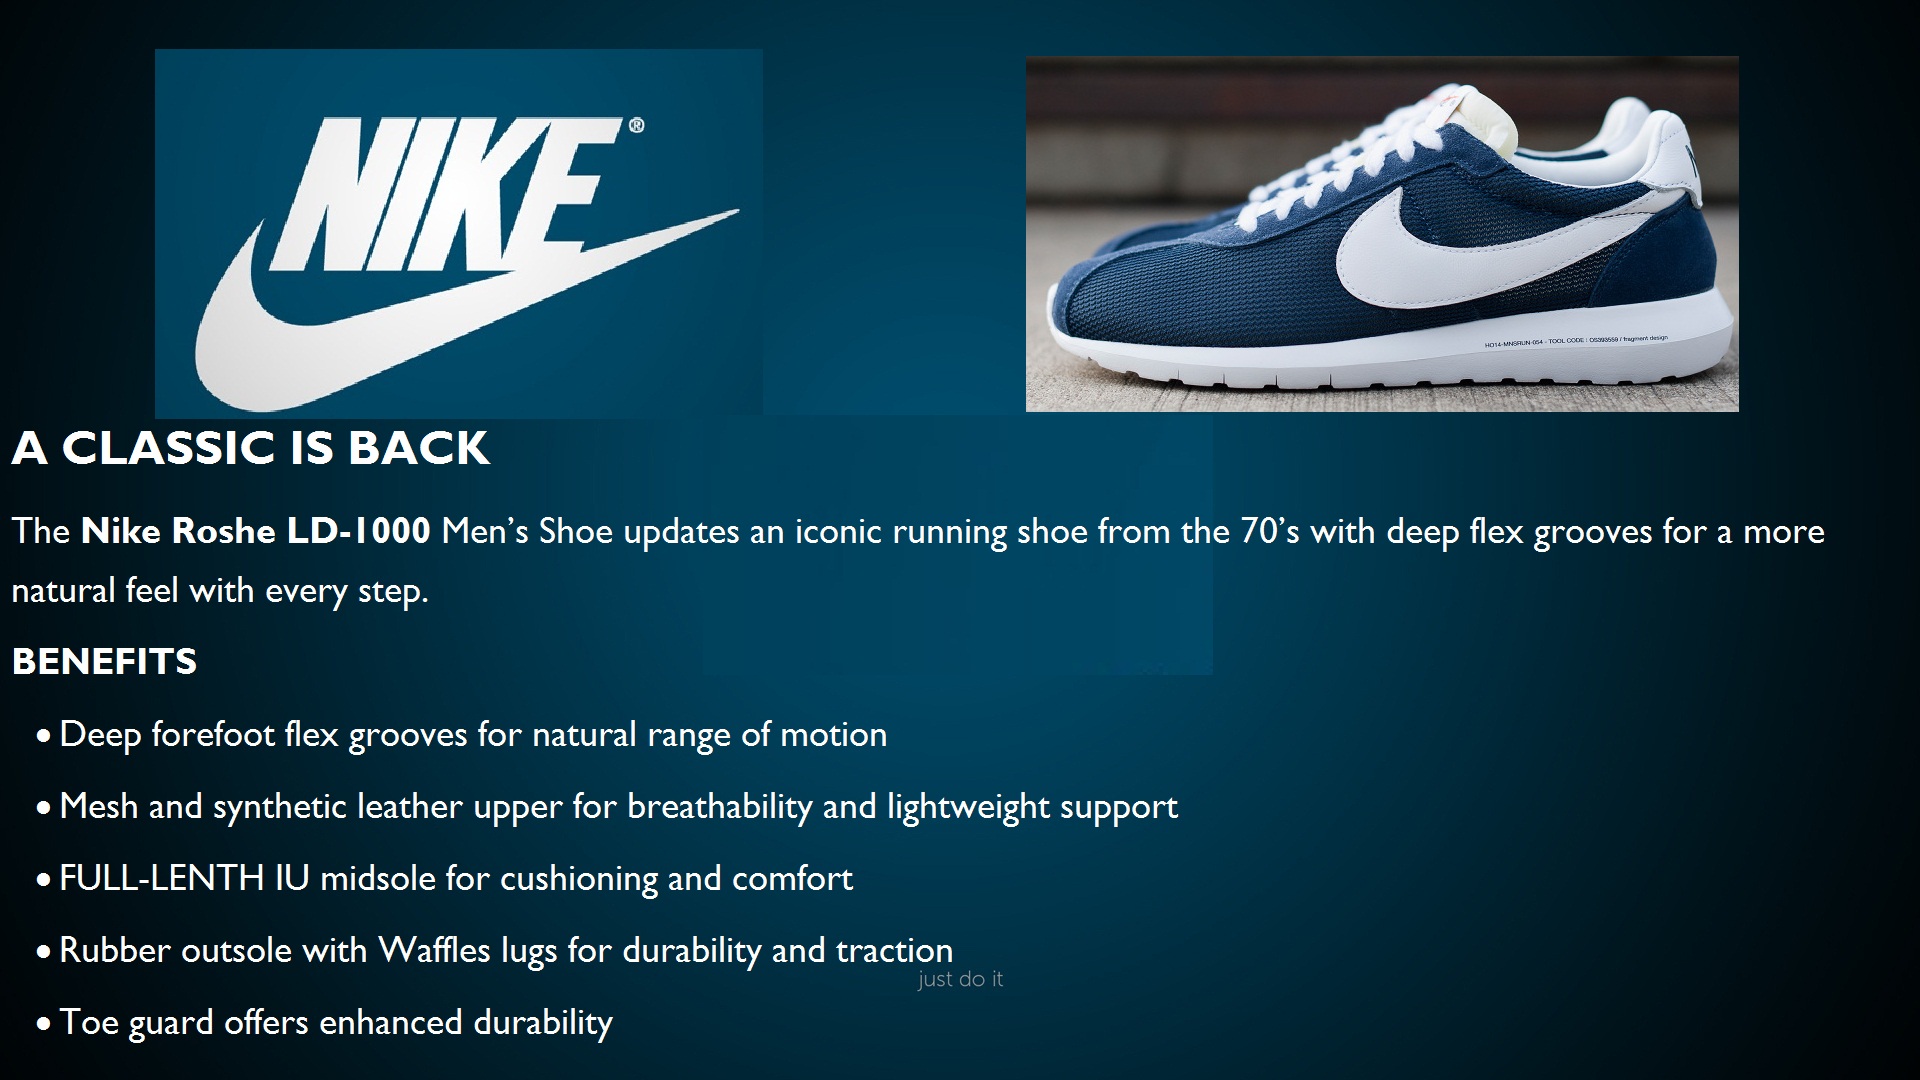 NIKE®
HO14-MNSRUN-054 - TOOL CODE : OS393559 / fragment design
A CLASSIC IS BACK
The Nike Roshe LD-1000 Men’s Shoe updates an iconic running shoe from the 70’s with deep flex grooves for a more
natural feel with every step.
BENEFITS
• Deep forefoot flex grooves for natural range of motion
• Mesh and synthetic leather upper for breathability and lightweight support
• FULL-LENTH IU midsole for cushioning and comfort
• Rubber outsole with Waffles lugs for durability and traction
just do it
• Toe guard offers enhanced durability